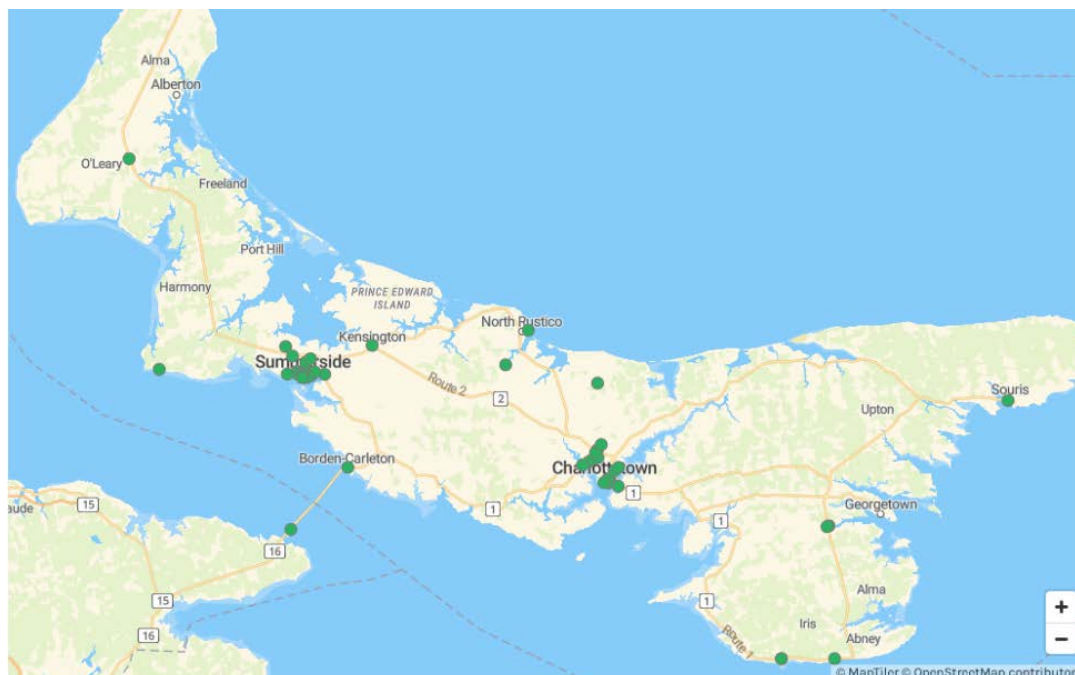 Alma
Alberton
O'Leary
Freeland
Port Hill
Harmony
PRINCE EDWARD
ISLAND
North Rustico
Kensington
Summerside
Route 2
2
Souris
Upton
Borden-Carleton
Charlottetown
1
1
Georgetown
15
16
1
15
16
1
Alma
Iris
Abney
Route 1
+
−
© MapTiler © OpenStreetMap contributor